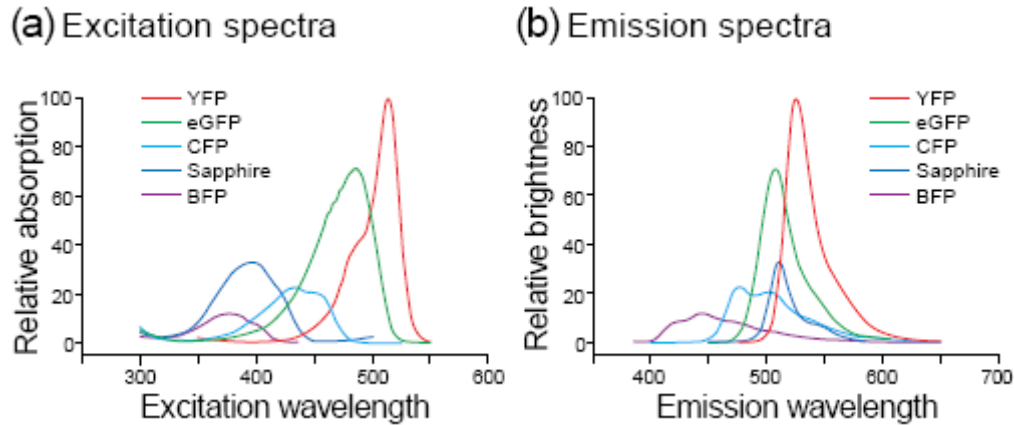 (a) Excitation spectra
Relative absorption
100
80
60
40
20
0
YFP
eGFP
CFP
Sapphire
BFP
300
400
500
600
Excitation wavelength
(b) Emission spectra
Relative brightness
100
80
60
40
20
0
YFP
eGFP
CFP
Sapphire
BFP
400
500
600
700
Emission wavelength